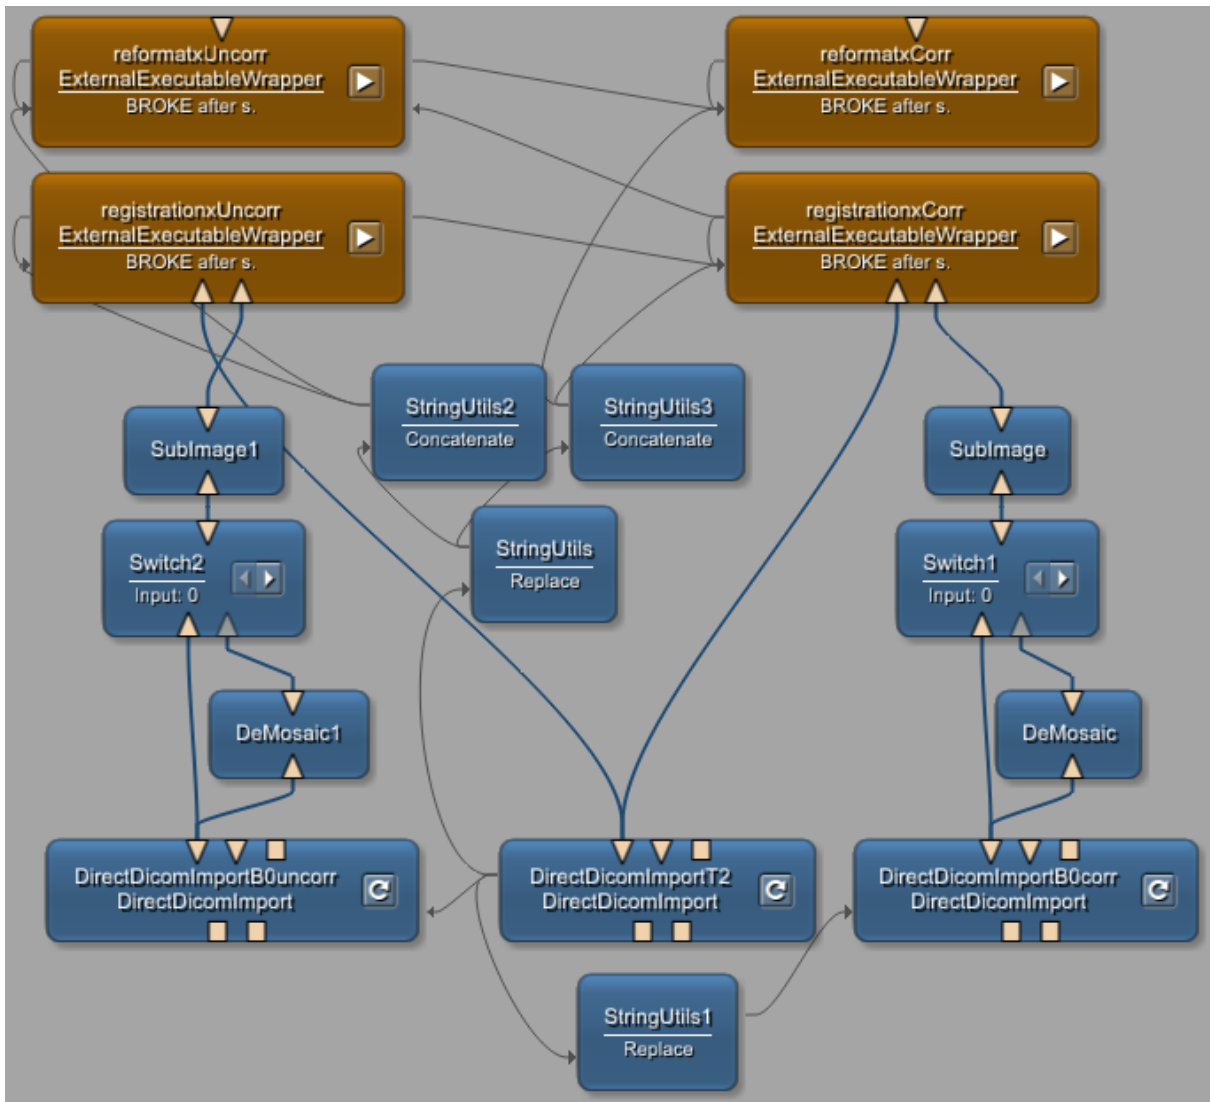 reformatxUncorr
ExternalExecutableWrapper
BROKE after s.
reformatxCorr
ExternalExecutableWrapper
BROKE after s.
registrationxUncorr
ExternalExecutableWrapper
BROKE after s.
registrationxCorr
ExternalExecutableWrapper
BROKE after s.
StringUtils2
Concatenate
StringUtils3
Concatenate
SubImage1
SubImage
StringUtils
Replace
Switch2
Input: 0
Switch1
Input: 0
DeMosaic1
DeMosaic
DirectDicomImportB0uncorr
DirectDicomImport
DirectDicomImportT2
DirectDicomImport
DirectDicomImportB0corr
DirectDicomImport
StringUtils1
Replace